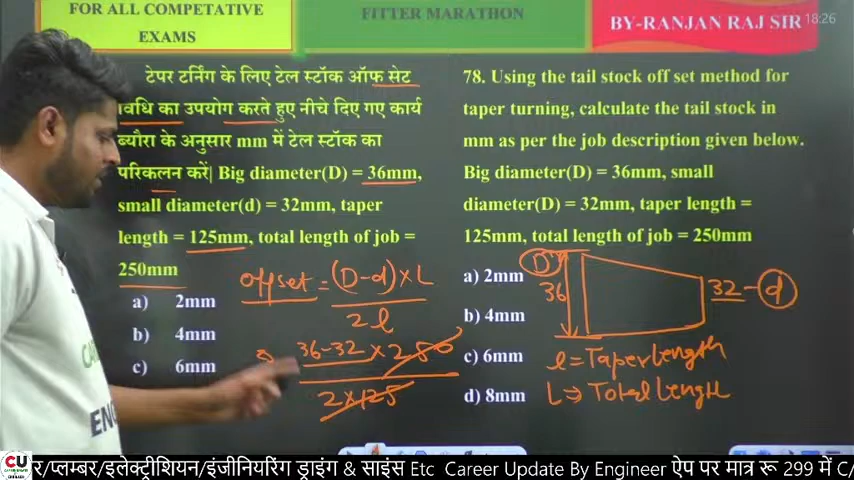 FOR ALL COMPETATIVE
EXAMS
FITTER MARATHON
BY-RANJAN RAJ SIR
18:26
टेपर टर्निंग के लिए टेल स्टॉक ऑफ सेट
विधि का उपयोग करते हुए नीचे दिए गए कार्य
ब्यौरा के अनुसार mm में टेल स्टॉक का
परिकलन करें| Big diameter(D) = 36mm,
small diameter(d) = 32mm, taper
length = 125mm, total length of job =
250mm
a) 2mm
b) 4mm
c) 6mm
78. Using the tail stock off set method for
taper turning, calculate the tail stock in
mm as per the job description given below.
Big diameter(D) = 36mm, small
diameter(D) = 32mm, taper length =
125mm, total length of job = 250mm
a) 2mm
b) 4mm
c) 6mm
d) 8mm
offset = (D-d)×L
2l
36-32 × 250
2×125
D
36
32-d
l = Taper length
L ⇒ Total Length
CU
र/प्लम्बर/इलेक्ट्रीशियन/इंजीनियरिंग ड्राइंग & साइंस Etc Career Update By Engineer ऐप पर मात्र रू 299 में C/